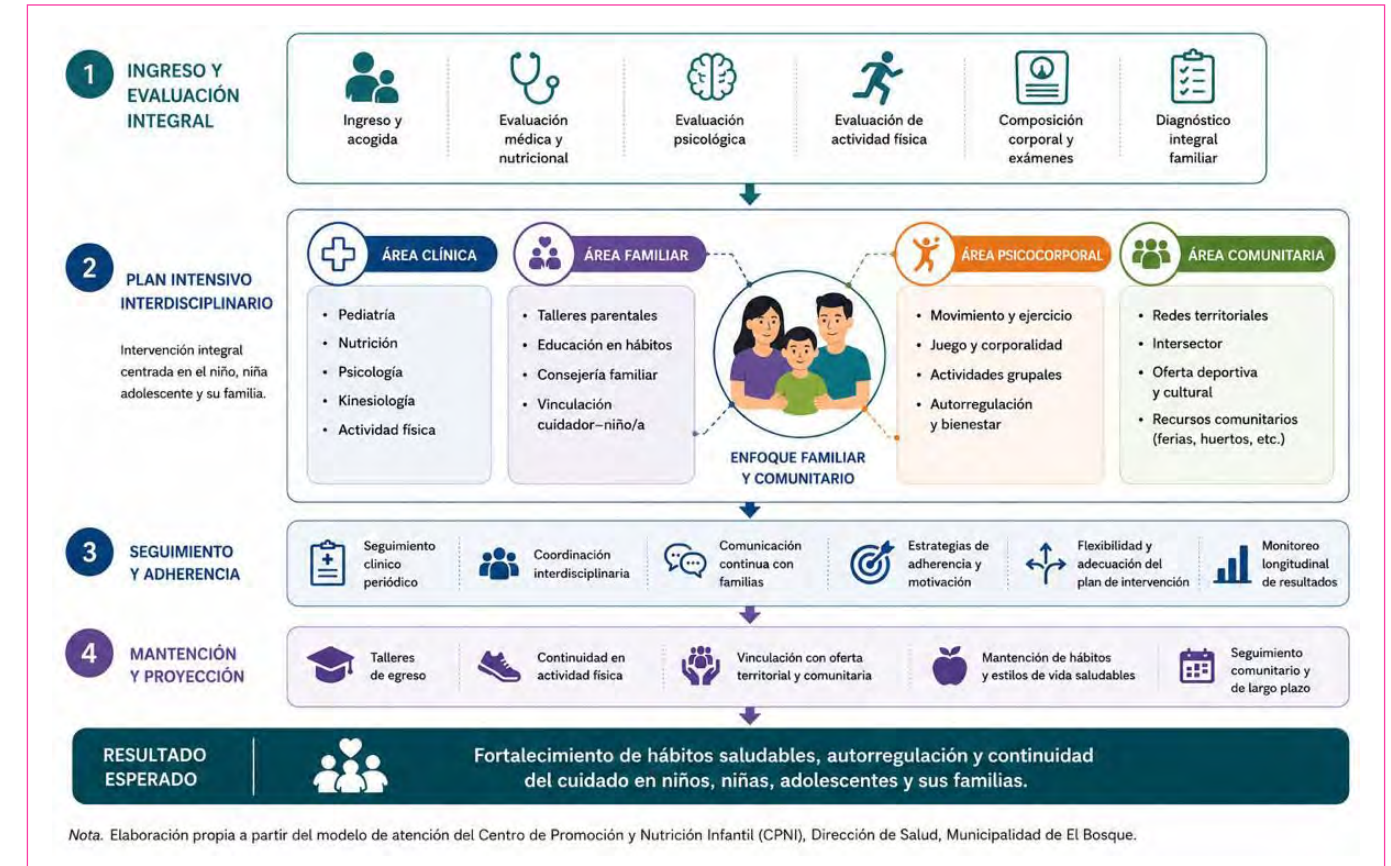 1
INGRESO Y
EVALUACIÓN
INTEGRAL
Ingreso y
acogida
Evaluación
médica y
nutricional
Evaluación
psicológica
Evaluación de
actividad física
Composición
corporal y
exámenes
Diagnóstico
integral
familiar
2
PLAN INTENSIVO
INTERDISCIPLINARIO
Intervención integral
centrada en el niño, niña
adolescente y su familia.
ÁREA CLÍNICA
• Pediatría
• Nutrición
• Psicología
• Kinesiología
• Actividad física
ÁREA FAMILIAR
• Talleres parentales
• Educación en hábitos
• Consejería familiar
• Vinculación
cuidador–niño/a
ENFOQUE FAMILIAR
Y COMUNITARIO
ÁREA PSICOCORPORAL
• Movimiento y ejercicio
• Juego y corporalidad
• Actividades grupales
• Autorregulación
y bienestar
ÁREA COMUNITARIA
• Redes territoriales
• Intersector
• Oferta deportiva
y cultural
• Recursos comunitarios
(ferias, huertos, etc.)
3
SEGUIMIENTO
Y ADHERENCIA
Seguimiento
clínico
periódico
Coordinación
interdisciplinaria
Comunicación
continua con
familias
Estrategias de
adherencia y
motivación
Flexibilidad y
adecuación del
plan de intervención
Monitoreo
longitudinal
de resultados
4
MANTENCIÓN
Y PROYECCIÓN
Talleres
de egreso
Continuidad en
actividad física
Vinculación con oferta
territorial y comunitaria
Mantención de hábitos
y estilos de vida saludables
Seguimiento
comunitario y
de largo plazo
RESULTADO
ESPERADO
Fortalecimiento de hábitos saludables, autorregulación y continuidad
del cuidado en niños, niñas, adolescentes y sus familias.
Nota. Elaboración propia a partir del modelo de atención del Centro de Promoción y Nutrición Infantil (CPNI), Dirección de Salud, Municipalidad de El Bosque.